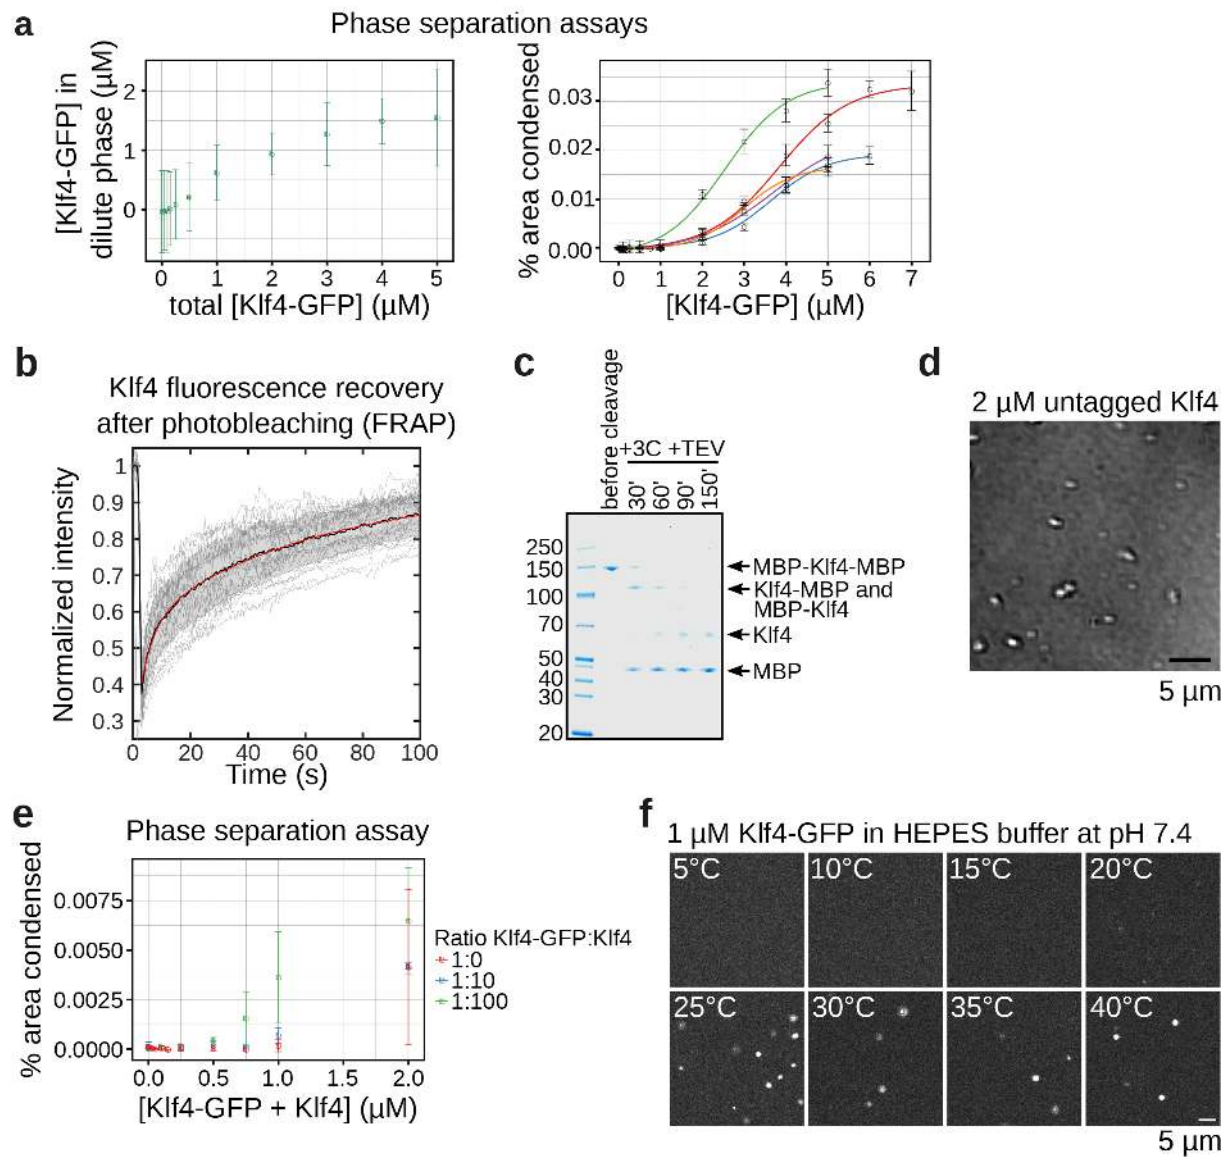 a
Phase separation assays
[Klf4-GFP] in
dilute phase (µM)
2
1
0
0 1 2 3 4 5
total [Klf4-GFP] (µM)
% area condensed
0.03
0.02
0.01
0.00
0 1 2 3 4 5 6 7
[Klf4-GFP] (µM)
b
Klf4 fluorescence recovery
after photobleaching (FRAP)
Normalized intensity
1
0.9
0.8
0.7
0.6
0.5
0.4
0.3
0 20 40 60 80 100
Time (s)
c
before cleavage
+3C +TEV
30'
60'
90'
150'
250
150
100
70
50
40
30
20
MBP-Klf4-MBP
Klf4-MBP and
MBP-Klf4
Klf4
MBP
d
2 µM untagged Klf4
5 µm
e
Phase separation assay
% area condensed
0.0075
0.0050
0.0025
0.0000
0.0 0.5 1.0 1.5 2.0
[Klf4-GFP + Klf4] (µM)
Ratio Klf4-GFP:Klf4
1:0
1:10
1:100
f
1 µM Klf4-GFP in HEPES buffer at pH 7.4
5°C 10°C 15°C 20°C
25°C 30°C 35°C 40°C
5 µm